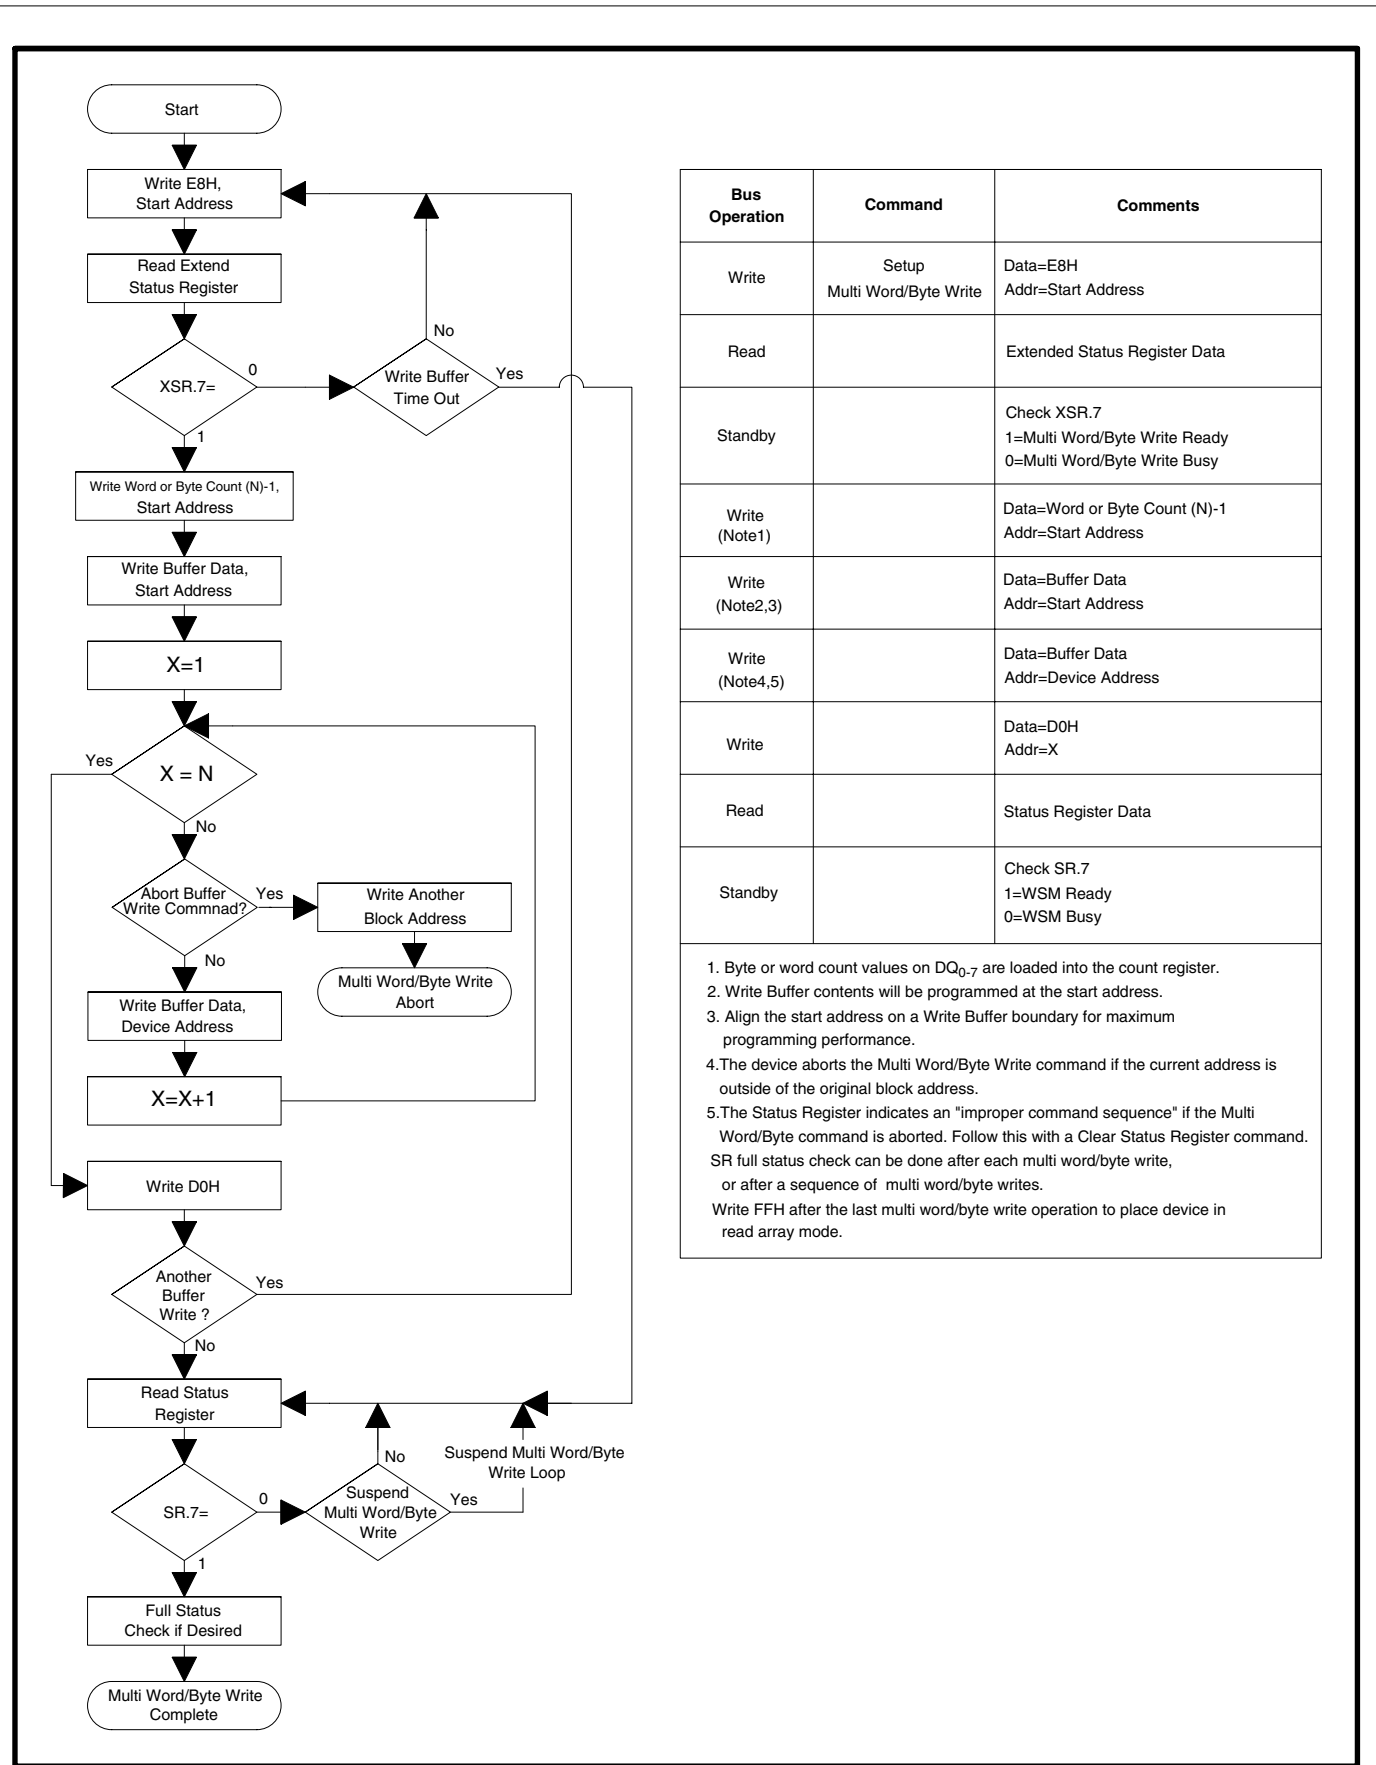 Start
Write E8H,
Start Address
Read Extend
Status Register
XSR.7=
0
1
Write Buffer
Time Out
No
Yes
Write Word or Byte Count (N)-1,
Start Address
Write Buffer Data,
Start Address
X=1
X = N
Yes
No
Abort Buffer
Write Commnad?
Yes
No
Write Another
Block Address
Multi Word/Byte Write
Abort
Write Buffer Data,
Device Address
X=X+1
Write D0H
Another
Buffer
Write ?
Yes
No
Read Status
Register
SR.7=
0
1
Suspend
Multi Word/Byte
Write
No
Yes
Suspend Multi Word/Byte
Write Loop
Full Status
Check if Desired
Multi Word/Byte Write
Complete
Bus
Operation
Command
Comments
Write
Setup
Multi Word/Byte Write
Data=E8H
Addr=Start Address
Read
Extended Status Register Data
Standby
Check XSR.7
1=Multi Word/Byte Write Ready
0=Multi Word/Byte Write Busy
Write
(Note1)
Data=Word or Byte Count (N)-1
Addr=Start Address
Write
(Note2,3)
Data=Buffer Data
Addr=Start Address
Write
(Note4,5)
Data=Buffer Data
Addr=Device Address
Write
Data=D0H
Addr=X
Read
Status Register Data
Standby
Check SR.7
1=WSM Ready
0=WSM Busy
1. Byte or word count values on DQ0-7 are loaded into the count register.
2. Write Buffer contents will be programmed at the start address.
3. Align the start address on a Write Buffer boundary for maximum
programming performance.
4.The device aborts the Multi Word/Byte Write command if the current address is
outside of the original block address.
5.The Status Register indicates an "improper command sequence" if the Multi
Word/Byte command is aborted. Follow this with a Clear Status Register command.
SR full status check can be done after each multi word/byte write,
or after a sequence of multi word/byte writes.
Write FFH after the last multi word/byte write operation to place device in
read array mode.